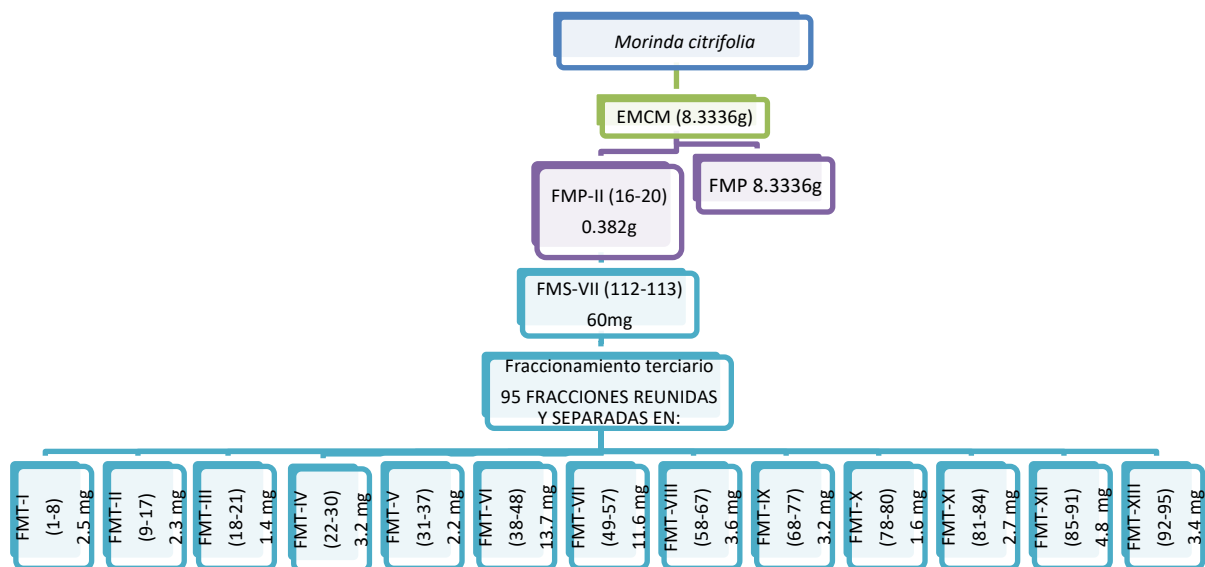 Morinda citrifolia
EMCM (8.3336g)
FMP-II (16-20)
0.382g
FMP 8.3336g
FMS-VII (112-113)
60mg
Fraccionamiento terciario
95 FRACCIONES REUNIDAS
Y SEPARADAS EN:
FMT-I
(1-8)
2.5 mg
FMT-II
(9-17)
2.3 mg
FMT-III
(18-21)
1.4 mg
FMT-IV
(22-30)
3.2 mg
FMT-V
(31-37)
2.2 mg
FMT-VI
(38-48)
13.7 mg
FMT-VII
(49-57)
11.6 mg
FMT-VIII
(58-67)
3.6 mg
FMT-IX
(68-77)
3.2 mg
FMT-X
(78-80)
1.6 mg
FMT-XI
(81-84)
2.7 mg
FMT-XII
(85-91)
4.8 mg
FMT-XIII
(92-95)
3.4 mg